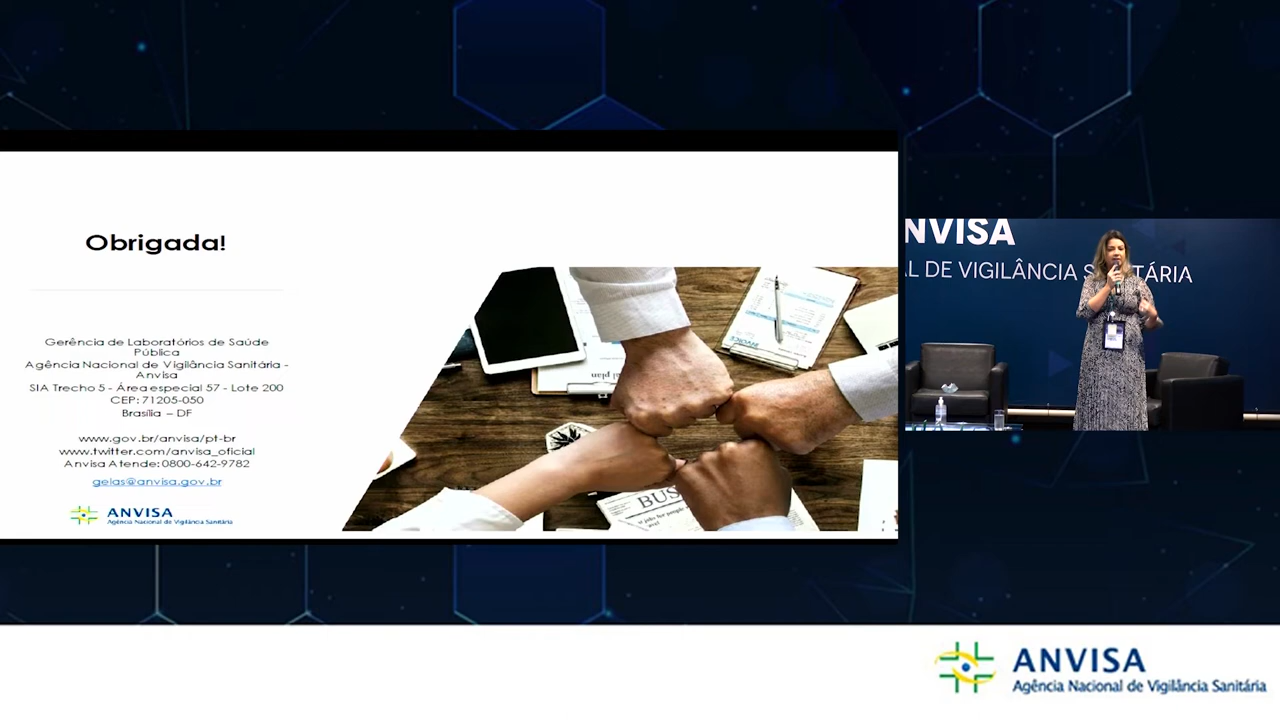 Obrigada!
Gerência de Laboratórios de Saúde
Pública
Agência Nacional de Vigilância Sanitária -
Anvisa
SIA Trecho 5 - Área especial 57 - Lote 200
CEP: 71205-050
Brasília – DF
www.gov.br/anvisa/pt-br
www.twitter.com/anvisa_oficial
Anvisa Atende: 0800-642-9782
gelas@anvisa.gov.br
ANVISA
Agência Nacional de Vigilância Sanitária
INVOICE
BUS
NVISA
AL DE VIGILÂNCIA S TÁRIA
ANVISA
Agência Nacional de Vigilância Sanitária